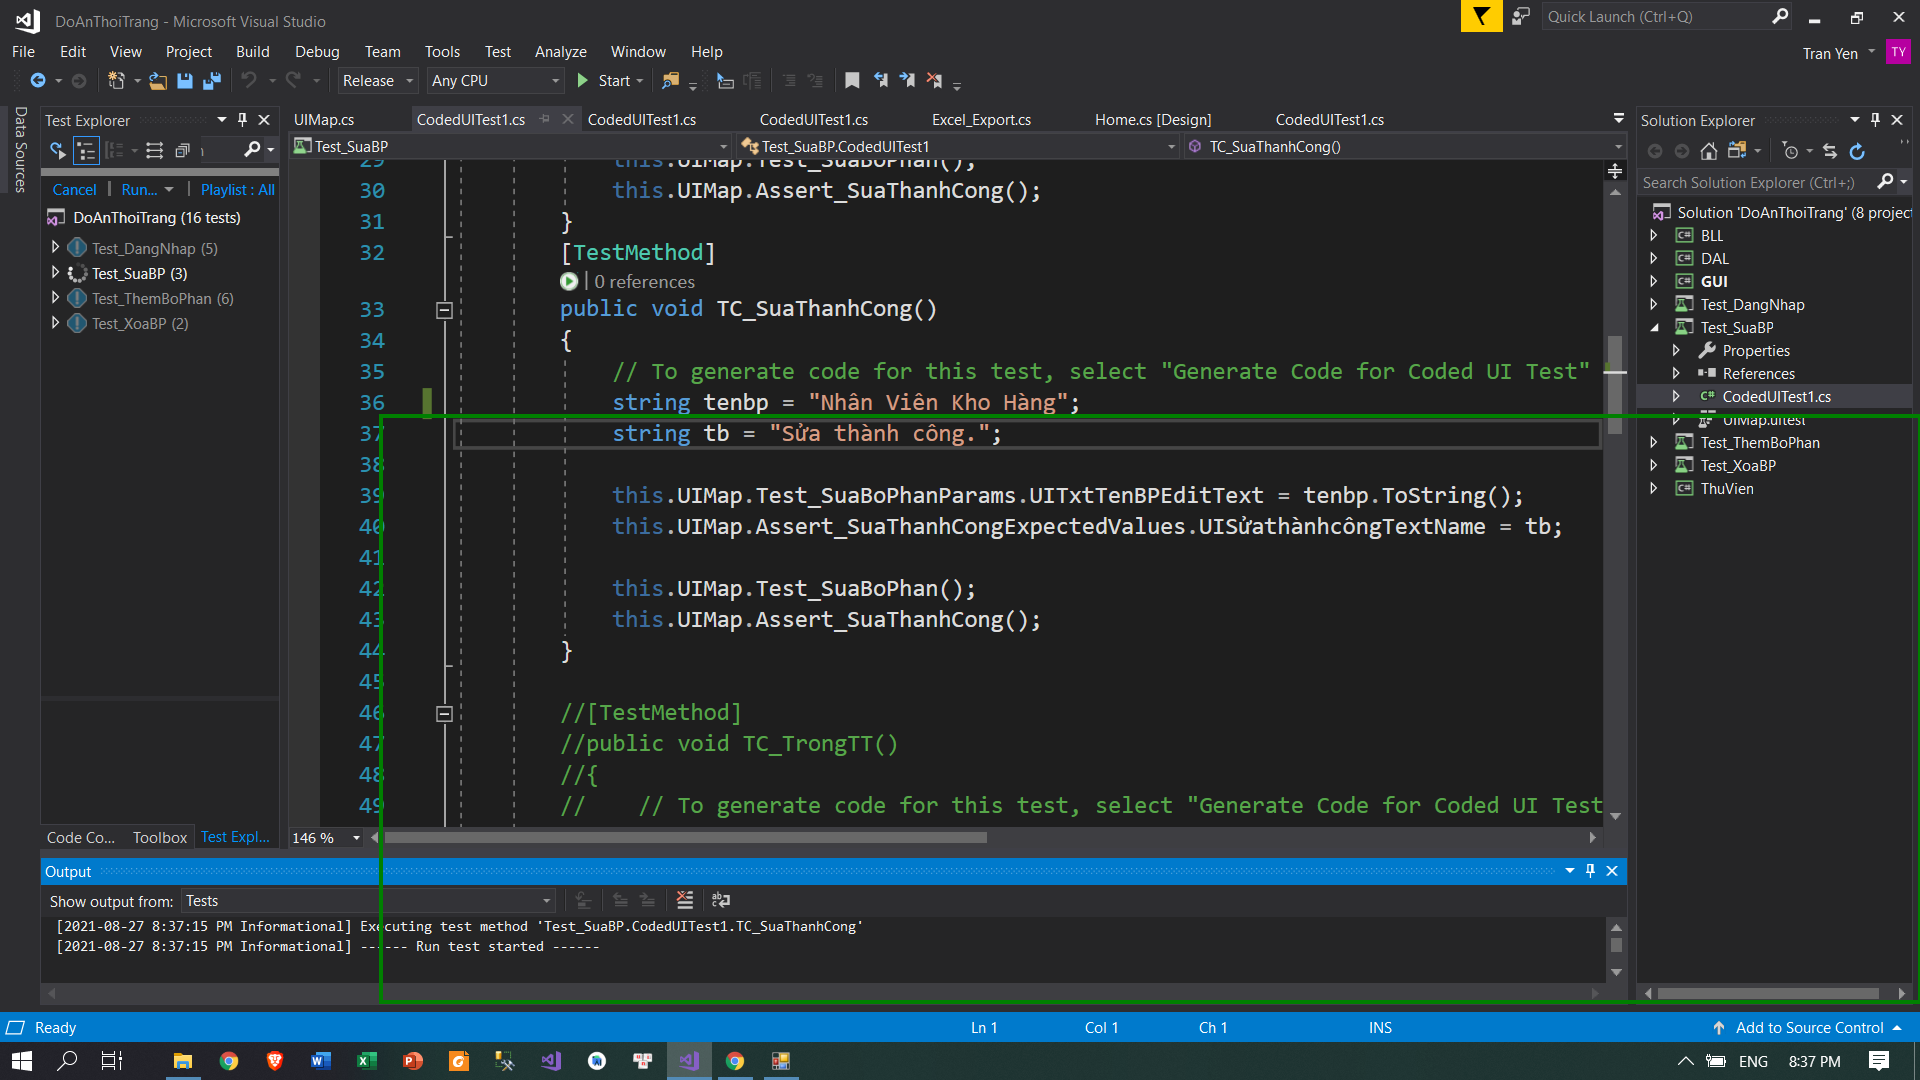 DoAnThoiTrang - Microsoft Visual Studio
Quick Launch (Ctrl+Q)
File Edit View Project Build Debug Team Tools Test Analyze Window Help
Tran Yen TY
Release Any CPU Start
Data Sources
Test Explorer
Cancel Run... Playlist : All
DoAnThoiTrang (16 tests)
Test_DangNhap (5)
Test_SuaBP (3)
Test_ThemBoPhan (6)
Test_XoaBP (2)
Code Co... Toolbox Test Expl...
UIMap.cs CodedUITest1.cs CodedUITest1.cs CodedUITest1.cs Excel_Export.cs Home.cs [Design] CodedUITest1.cs
Test_SuaBP Test_SuaBP.CodedUITest1 TC_SuaThanhCong()
29 this.UIMap.Test_SuaBoPhan();
30 this.UIMap.Assert_SuaThanhCong();
31 }
32 [TestMethod]
0 references
33 public void TC_SuaThanhCong()
34 {
35 // To generate code for this test, select "Generate Code for Coded UI Test"
36 string tenbp = "Nhân Viên Kho Hàng";
37 string tb = "Sửa thành công.";
38
39 this.UIMap.Test_SuaBoPhanParams.UITxtTenBPEditText = tenbp.ToString();
40 this.UIMap.Assert_SuaThanhCongExpectedValues.UISửathànhcôngTextName = tb;
41
42 this.UIMap.Test_SuaBoPhan();
43 this.UIMap.Assert_SuaThanhCong();
44 }
45
46 //[TestMethod]
47 //public void TC_TrongTT()
48 //{
49 // // To generate code for this test, select "Generate Code for Coded UI Test
146 %
Solution Explorer
Search Solution Explorer (Ctrl+;)
Solution 'DoAnThoiTrang' (8 project
BLL
DAL
GUI
Test_DangNhap
Test_SuaBP
Properties
References
CodedUITest1.cs
UIMap.uitest
Test_ThemBoPhan
Test_XoaBP
ThuVien
Output
Show output from: Tests
[2021-08-27 8:37:15 PM Informational] Executing test method 'Test_SuaBP.CodedUITest1.TC_SuaThanhCong'
[2021-08-27 8:37:15 PM Informational] ------ Run test started ------
Ready Ln 1 Col 1 Ch 1 INS Add to Source Control
ENG 8:37 PM